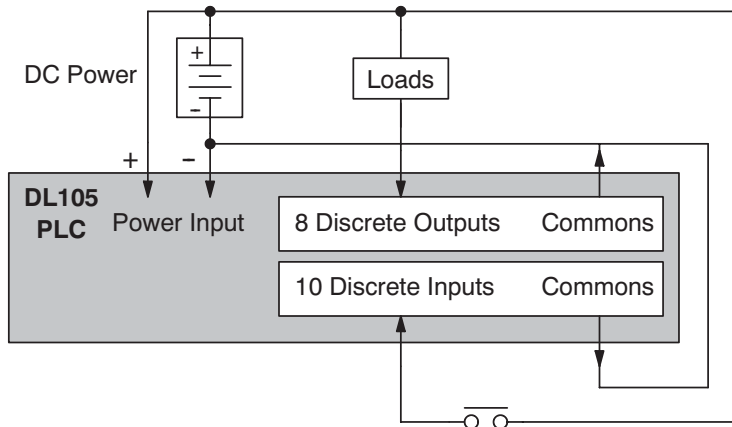 +
DC Power
-
Loads
+
–
DL105
PLC
Power Input
8 Discrete Outputs
Commons
10 Discrete Inputs
Commons